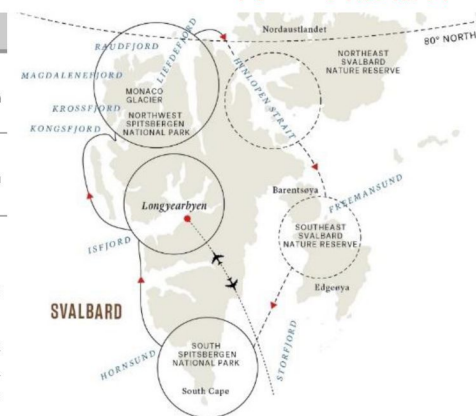 Nordaustlandet
80° NORTH
RAUDFJORD
LIEFDEFJORD
HINLOPEN STRAIT
NORTHEAST
SVALBARD
NATURE RESERVE
MAGDALENEFJORD
MONACO
GLACIER
KROSSFJORD
NORTHWEST
SPITSBERGEN
NATIONAL PARK
KONGSFJORD
Barentsøya
FREEMANSUND
Longyearbyen
SOUTHEAST
SVALBARD
NATURE RESERVE
ISFJORD
Edgeøya
SVALBARD
STORFJORD
HORNSUND
SOUTH
SPITSBERGEN
NATIONAL PARK
South Cape